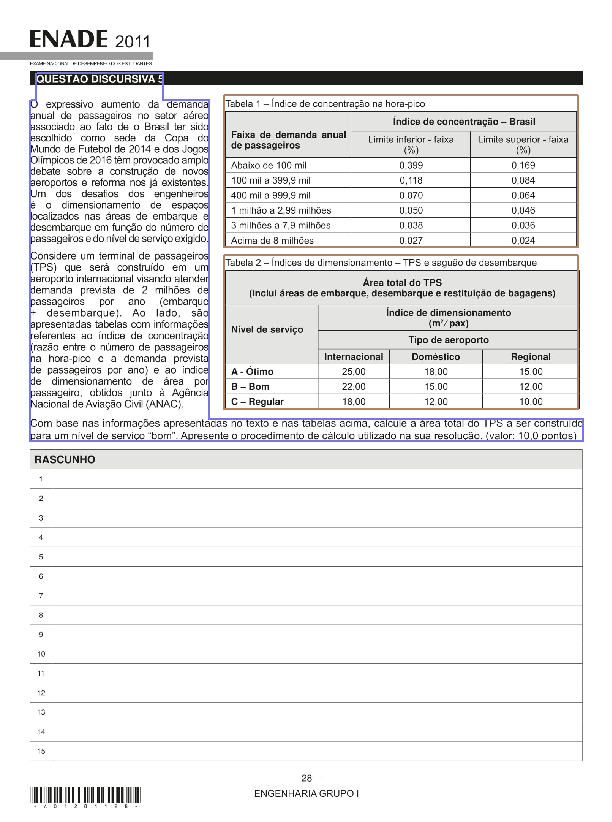 ENADE 2011
EXAME NACIONAL DE DESEMPENHO DOS ESTUDANTES
QUESTÃO DISCURSIVA 5
O expressivo aumento da demanda
anual de passageiros no setor aéreo
associado ao fato de o Brasil ter sido
escolhido como sede da Copa do
Mundo de Futebol de 2014 e dos Jogos
Olímpicos de 2016 têm provocado amplo
debate sobre a construção de novos
aeroportos e reforma nos já existentes.
Um dos desafios dos engenheiros
é o dimensionamento de espaços
localizados nas áreas de embarque e
desembarque em função do número de
passageiros e do nível de serviço exigido.
Considere um terminal de passageiros
(TPS) que será construído em um
aeroporto internacional visando atender
demanda prevista de 2 milhões de
passageiros por ano (embarque
+ desembarque). Ao lado, são
apresentadas tabelas com informações
referentes ao índice de concentração
(razão entre o número de passageiros
na hora-pico e a demanda prevista
de passageiros por ano) e ao índice
de dimensionamento de área por
passageiro, obtidos junto à Agência
Nacional de Aviação Civil (ANAC).
Tabela 1 – Índice de concentração na hora-pico
Faixa de demanda anual
de passageiros
Índice de concentração – Brasil
Limite inferior - faixa
(%)
Limite superior - faixa
(%)
Abaixo de 100 mil 0,399 0,169
100 mil a 399,9 mil 0,118 0,084
400 mil a 999,9 mil 0,070 0,064
1 milhão a 2,99 milhões 0,050 0,046
3 milhões a 7,9 milhões 0,038 0,036
Acima de 8 milhões 0,027 0,024
Tabela 2 – Índices de dimensionamento – TPS e saguão de desembarque
Área total do TPS
(inclui áreas de embarque, desembarque e restituição de bagagens)
Nível de serviço
Índice de dimensionamento
(m²/ pax)
Tipo de aeroporto
Internacional Doméstico Regional
A - Ótimo 25,00 18,00 15,00
B – Bom 22,00 15,00 12,00
C – Regular 18,00 12,00 10,00
Com base nas informações apresentadas no texto e nas tabelas acima, calcule a área total do TPS a ser construído
para um nível de serviço “bom”. Apresente o procedimento de cálculo utilizado na sua resolução. (valor: 10,0 pontos)
RASCUNHO
1
2
3
4
5
6
7
8
9
10
11
12
13
14
15
28
ENGENHARIA GRUPO I